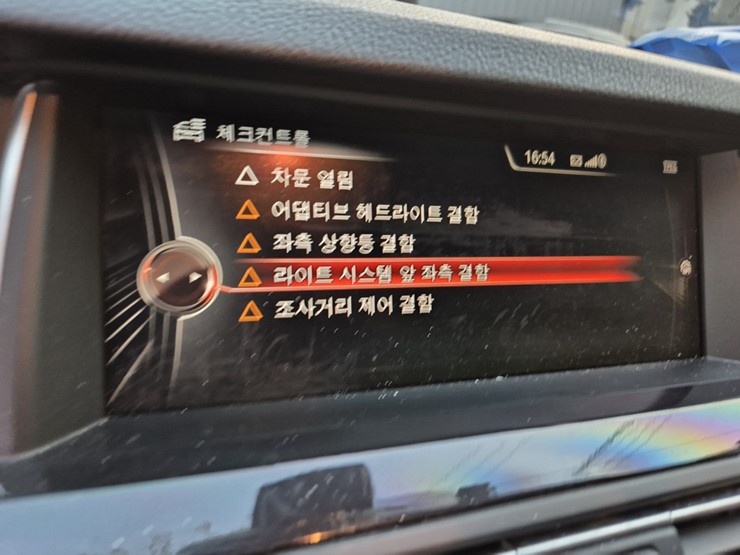 체크컨트롤
16:54
차문 열림
어댑티브 헤드라이트 결함
좌측 상향등 결함
라이트 시스템 앞 좌측 결함
조사거리 제어 결함